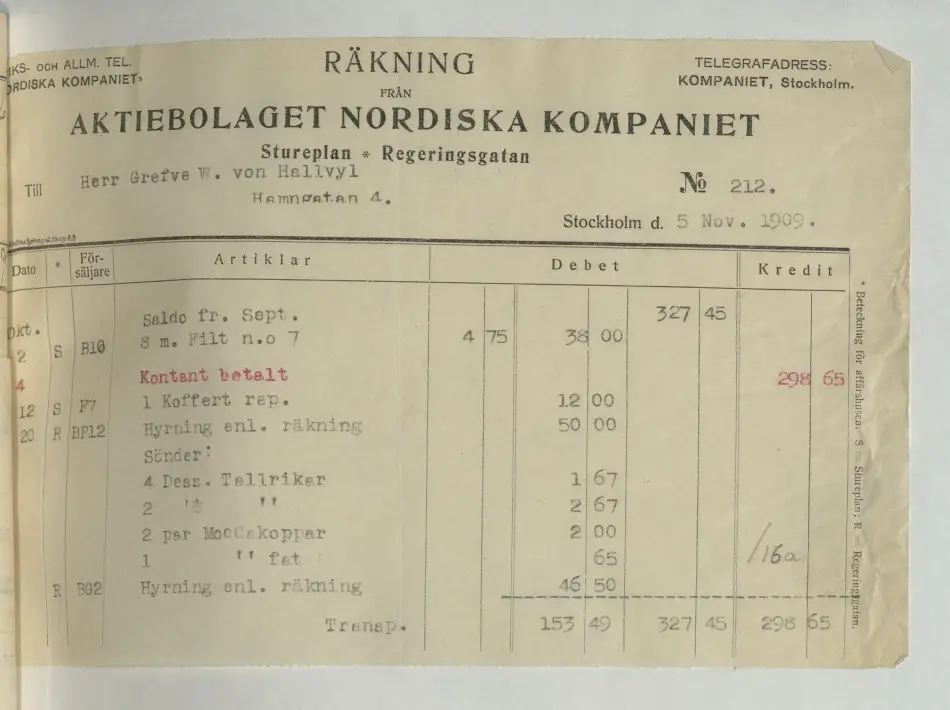 IKS- OCH ALLM. TEL.
ORDISKA KOMPANIET›
RÄKNING
FRÅN
TELEGRAFADRESS:
KOMPANIET, Stockholm.
AKTIEBOLAGET NORDISKA KOMPANIET
Stureplan * Regeringsgatan
Till Herr Grefve W. von Hallvyl
Hamngatan 4.
No 212.
Stockholm d. 5 Nov. 1909.
Dato * För-säljare Artiklar Debet Kredit
Saldo fr. Sept. 327 45
Okt.
2 S B10 8 m. Filt n.o 7 4 75 38 00
4 Kontant betalt 298 65
12 S F7 1 Koffert rep. 12 00
20 R BF12 Hyrning enl. räkning 50 00
Sönder:
4 Dess. Tallrikar 1 67
2 " " 2 67
2 par Moccakoppar 2 00
1 " fat 65
/16a
R BG2 Hyrning enl. räkning 46 50
Transp. 153 49 327 45 298 65
* Beteckning för affärshusen: S = Stureplan; R = Regeringsgatan.